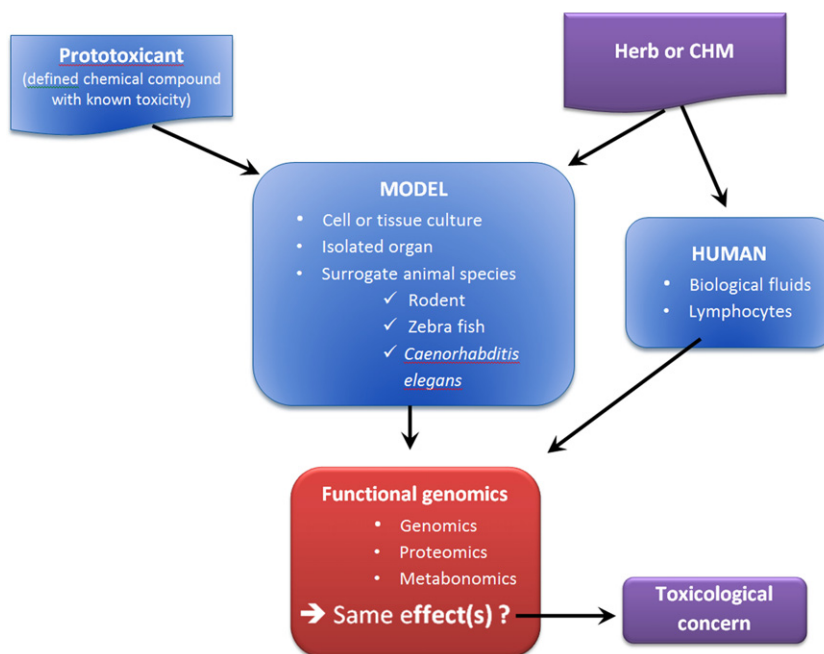 Prototoxicant
(defined chemical compound
with known toxicity)
Herb or CHM
MODEL
• Cell or tissue culture
• Isolated organ
• Surrogate animal species
✓ Rodent
✓ Zebra fish
✓ Caenorhabditis
elegans
HUMAN
• Biological fluids
• Lymphocytes
Functional genomics
• Genomics
• Proteomics
• Metabonomics
➔ Same effect(s) ?
Toxicological
concern